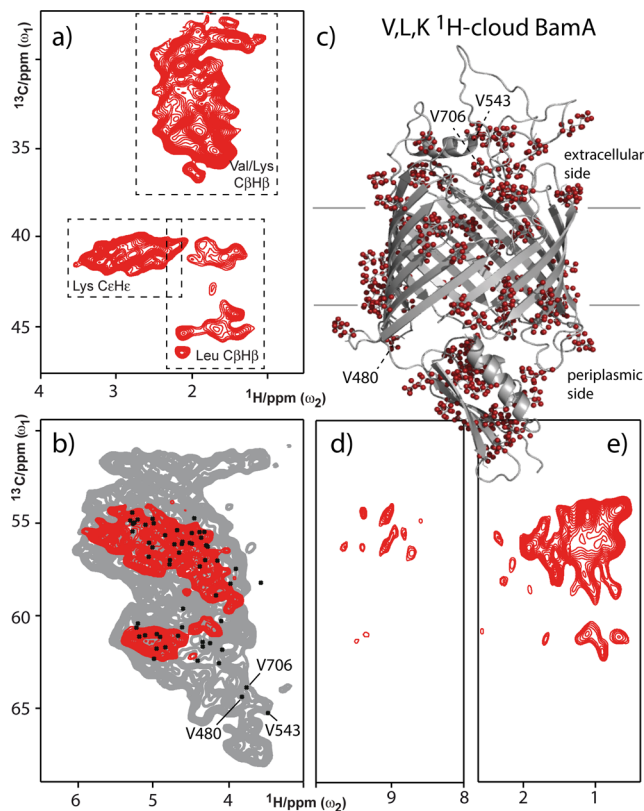 a)
13C/ppm (ω1)
35
40
45
Val/Lys
CβHβ
Lys CεHε
Leu CβHβ
4
3
2
1H/ppm (ω2)
c)
V,L,K 1H-cloud BamA
V706
V543
extracellular
side
V480
periplasmic
side
b)
13C/ppm (ω1)
55
60
65
V706
V480
V543
6
5
4
1H/ppm (ω2)
d)
9
8
e)
2
1